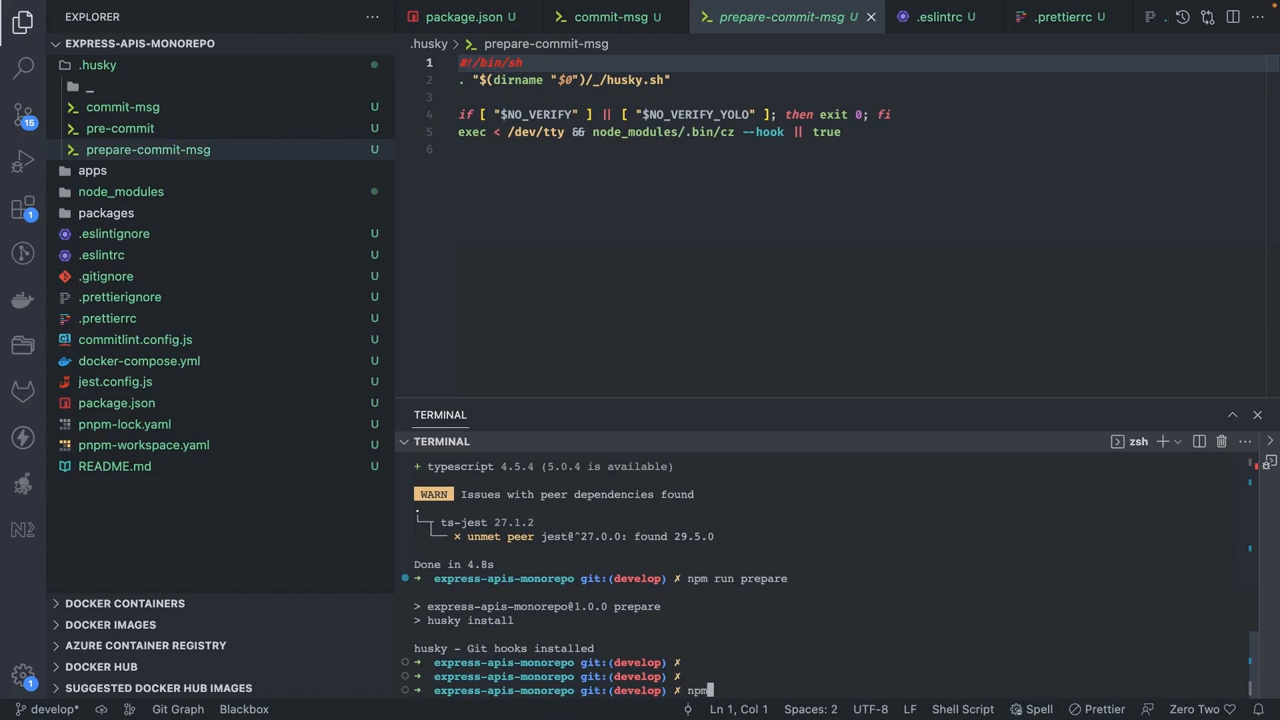 EXPLORER
EXPRESS-APIS-MONOREPO
.husky
_
commit-msg U
pre-commit U
prepare-commit-msg U
apps
node_modules
packages
.eslintignore U
.eslintrc U
.gitignore U
.prettierignore U
.prettierrc U
commitlint.config.js U
docker-compose.yml U
jest.config.js U
package.json U
pnpm-lock.yaml U
pnpm-workspace.yaml U
README.md U
DOCKER CONTAINERS
DOCKER IMAGES
AZURE CONTAINER REGISTRY
DOCKER HUB
SUGGESTED DOCKER HUB IMAGES
15
1
1
package.json U commit-msg U prepare-commit-msg U .eslintrc U .prettierrc U .
.husky > prepare-commit-msg
1 #!/bin/sh
2 . "$(dirname "$0")/_/husky.sh"
3
4 if [ "$NO_VERIFY" ] || [ "$NO_VERIFY_YOLO" ]; then exit 0; fi
5 exec < /dev/tty && node_modules/.bin/cz --hook || true
6
TERMINAL
TERMINAL zsh
+ typescript 4.5.4 (5.0.4 is available)
WARN Issues with peer dependencies found
.
└─┬ ts-jest 27.1.2
└── ✕ unmet peer jest@^27.0.0: found 29.5.0
Done in 4.8s
➜ express-apis-monorepo git:(develop) ✗ npm run prepare
> express-apis-monorepo@1.0.0 prepare
> husky install
husky - Git hooks installed
➜ express-apis-monorepo git:(develop) ✗
➜ express-apis-monorepo git:(develop) ✗
➜ express-apis-monorepo git:(develop) ✗ npm
develop* Git Graph Blackbox Ln 1, Col 1 Spaces: 2 UTF-8 LF Shell Script Spell Prettier Zero Two